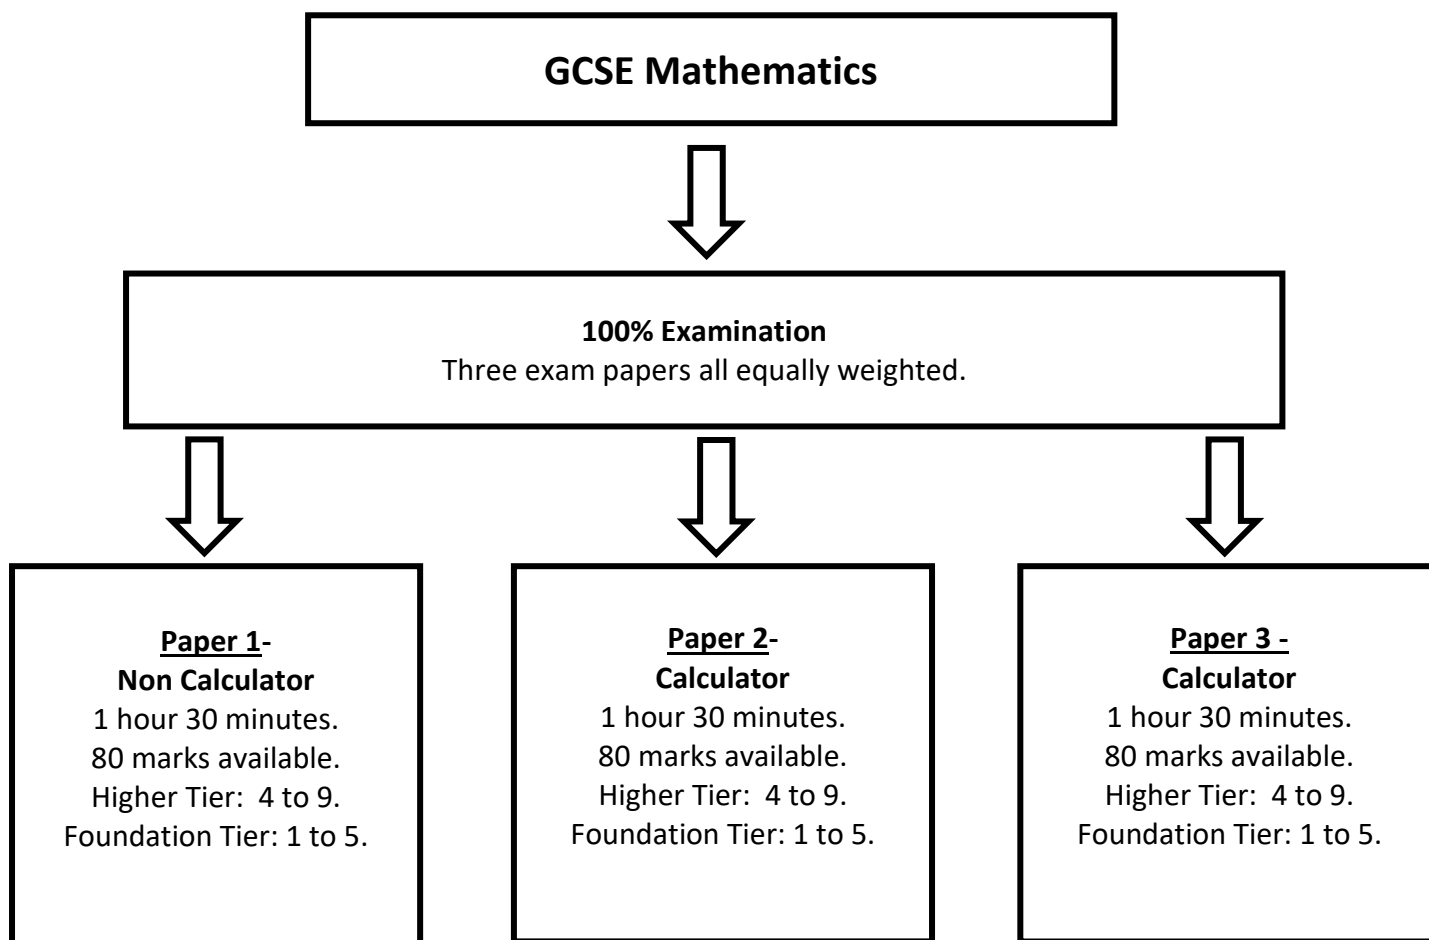 GCSE Mathematics
100% Examination
Three exam papers all equally weighted.
Paper 1-
Non Calculator
1 hour 30 minutes.
80 marks available.
Higher Tier:  4 to 9.
Foundation Tier: 1 to 5.
Paper 2-
Calculator
1 hour 30 minutes.
80 marks available.
Higher Tier:  4 to 9.
Foundation Tier: 1 to 5.
Paper 3 -
Calculator
1 hour 30 minutes.
80 marks available.
Higher Tier:  4 to 9.
Foundation Tier: 1 to 5.